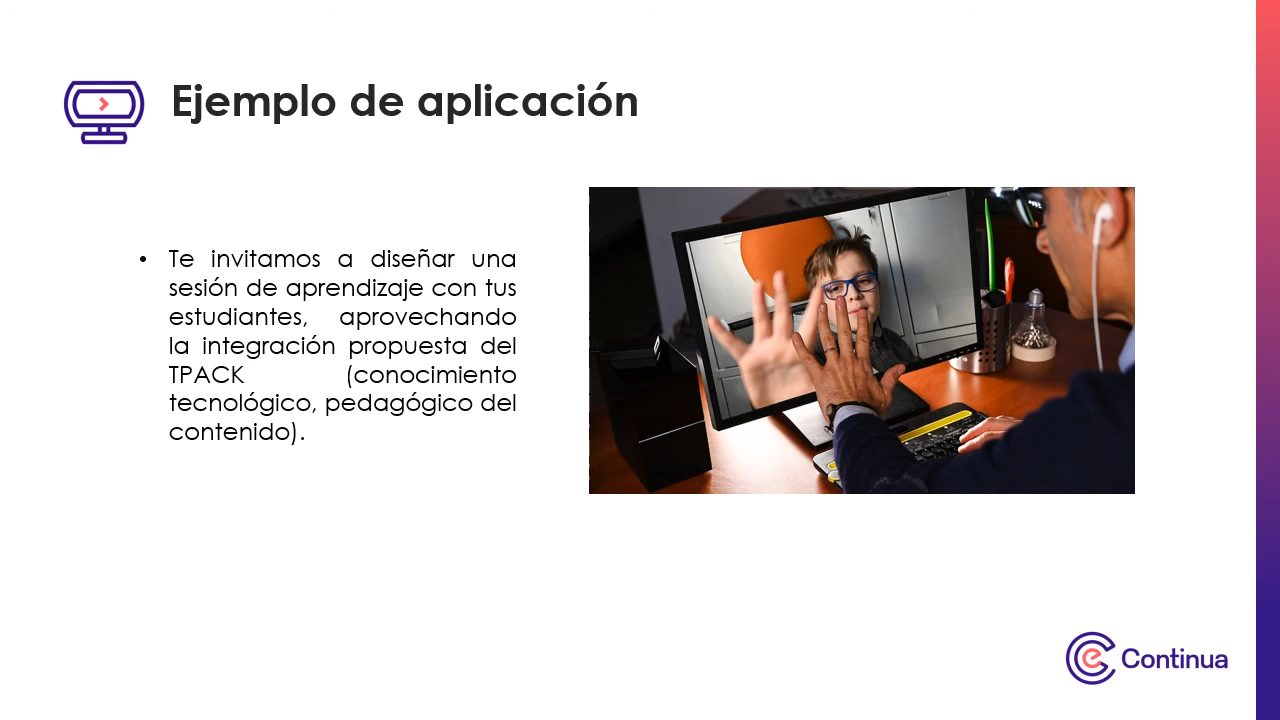 Ejemplo de aplicación
• Te invitamos a diseñar una
sesión de aprendizaje con tus
estudiantes, aprovechando
la integración propuesta del
TPACK (conocimiento
tecnológico, pedagógico del
contenido).
Continua